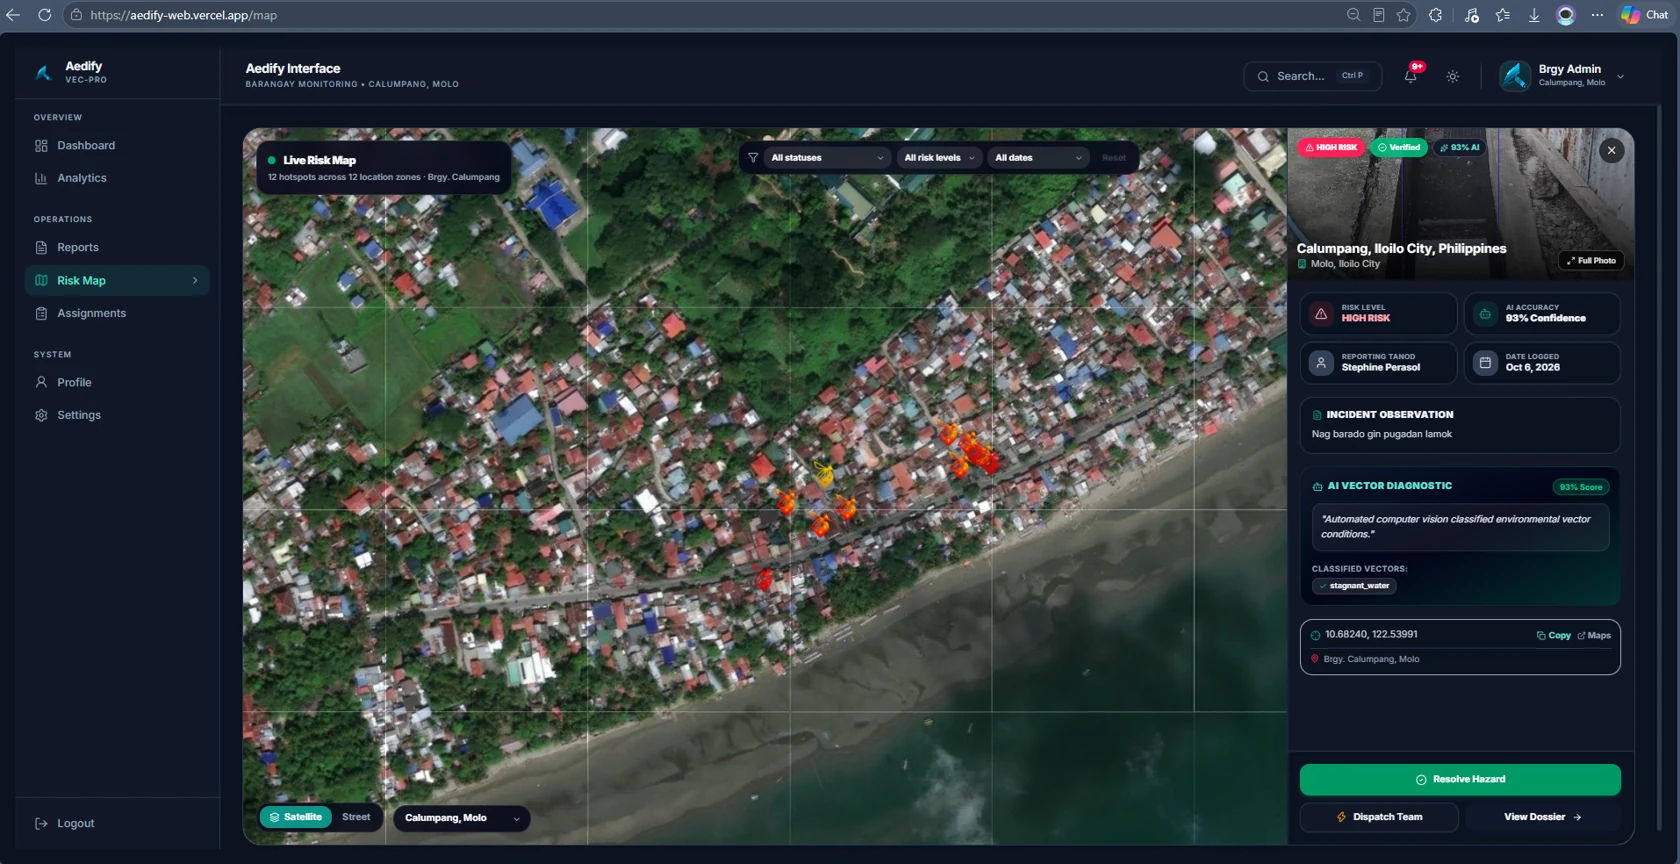 https://aedify-web.vercel.app/map
Chat
Aedify
VEC-PRO
OVERVIEW
Dashboard
Analytics
OPERATIONS
Reports
Risk Map
Assignments
SYSTEM
Profile
Settings
Logout
Aedify Interface
BARANGAY MONITORING • CALUMPANG, MOLO
Search...
Ctrl P
9+
Brgy Admin
Calumpang, Molo
Live Risk Map
12 hotspots across 12 location zones · Brgy. Calumpang
All statuses
All risk levels
All dates
Reset
Satellite
Street
Calumpang, Molo
HIGH RISK
Verified
93% AI
Calumpang, Iloilo City, Philippines
Molo, Iloilo City
Full Photo
RISK LEVEL
HIGH RISK
AI ACCURACY
93% Confidence
REPORTING TANOD
Stephine Perasol
DATE LOGGED
Oct 6, 2026
INCIDENT OBSERVATION
Nag barado gin pugadan lamok
AI VECTOR DIAGNOSTIC
93% Score
"Automated computer vision classified environmental vector
conditions."
CLASSIFIED VECTORS:
stagnant_water
10.68240, 122.53991
Copy
Maps
Brgy. Calumpang, Molo
Resolve Hazard
Dispatch Team
View Dossier